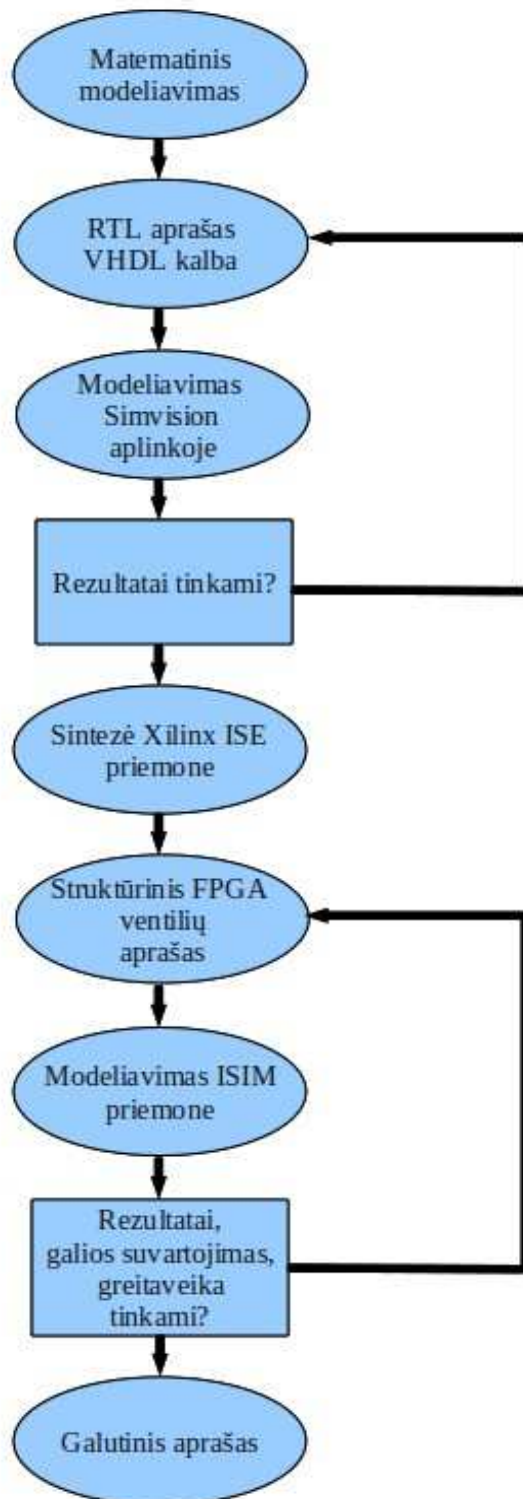 Matematinis
modeliavimas
RTL aprašas
VHDL kalba
Modeliavimas
Simvision
aplinkoje
Rezultatai tinkami?
Sintezė Xilinx ISE
priemone
Struktūrinis FPGA
ventilių
aprašas
Modeliavimas ISIM
priemone
Rezultatai,
galios suvartojimas,
greitaveika
tinkami?
Galutinis aprašas